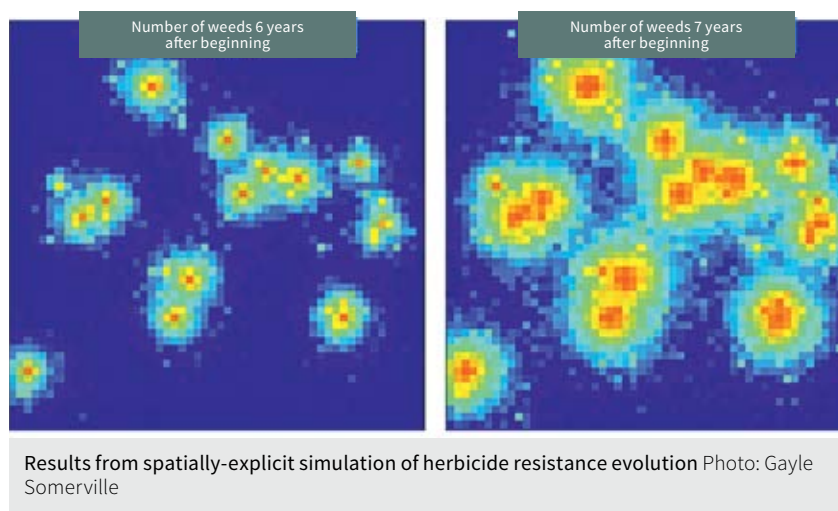 Number of weeds 6 years
after beginning
Number of weeds 7 years
after beginning
Results from spatially-explicit simulation of herbicide resistance evolution Photo: Gayle
Somerville